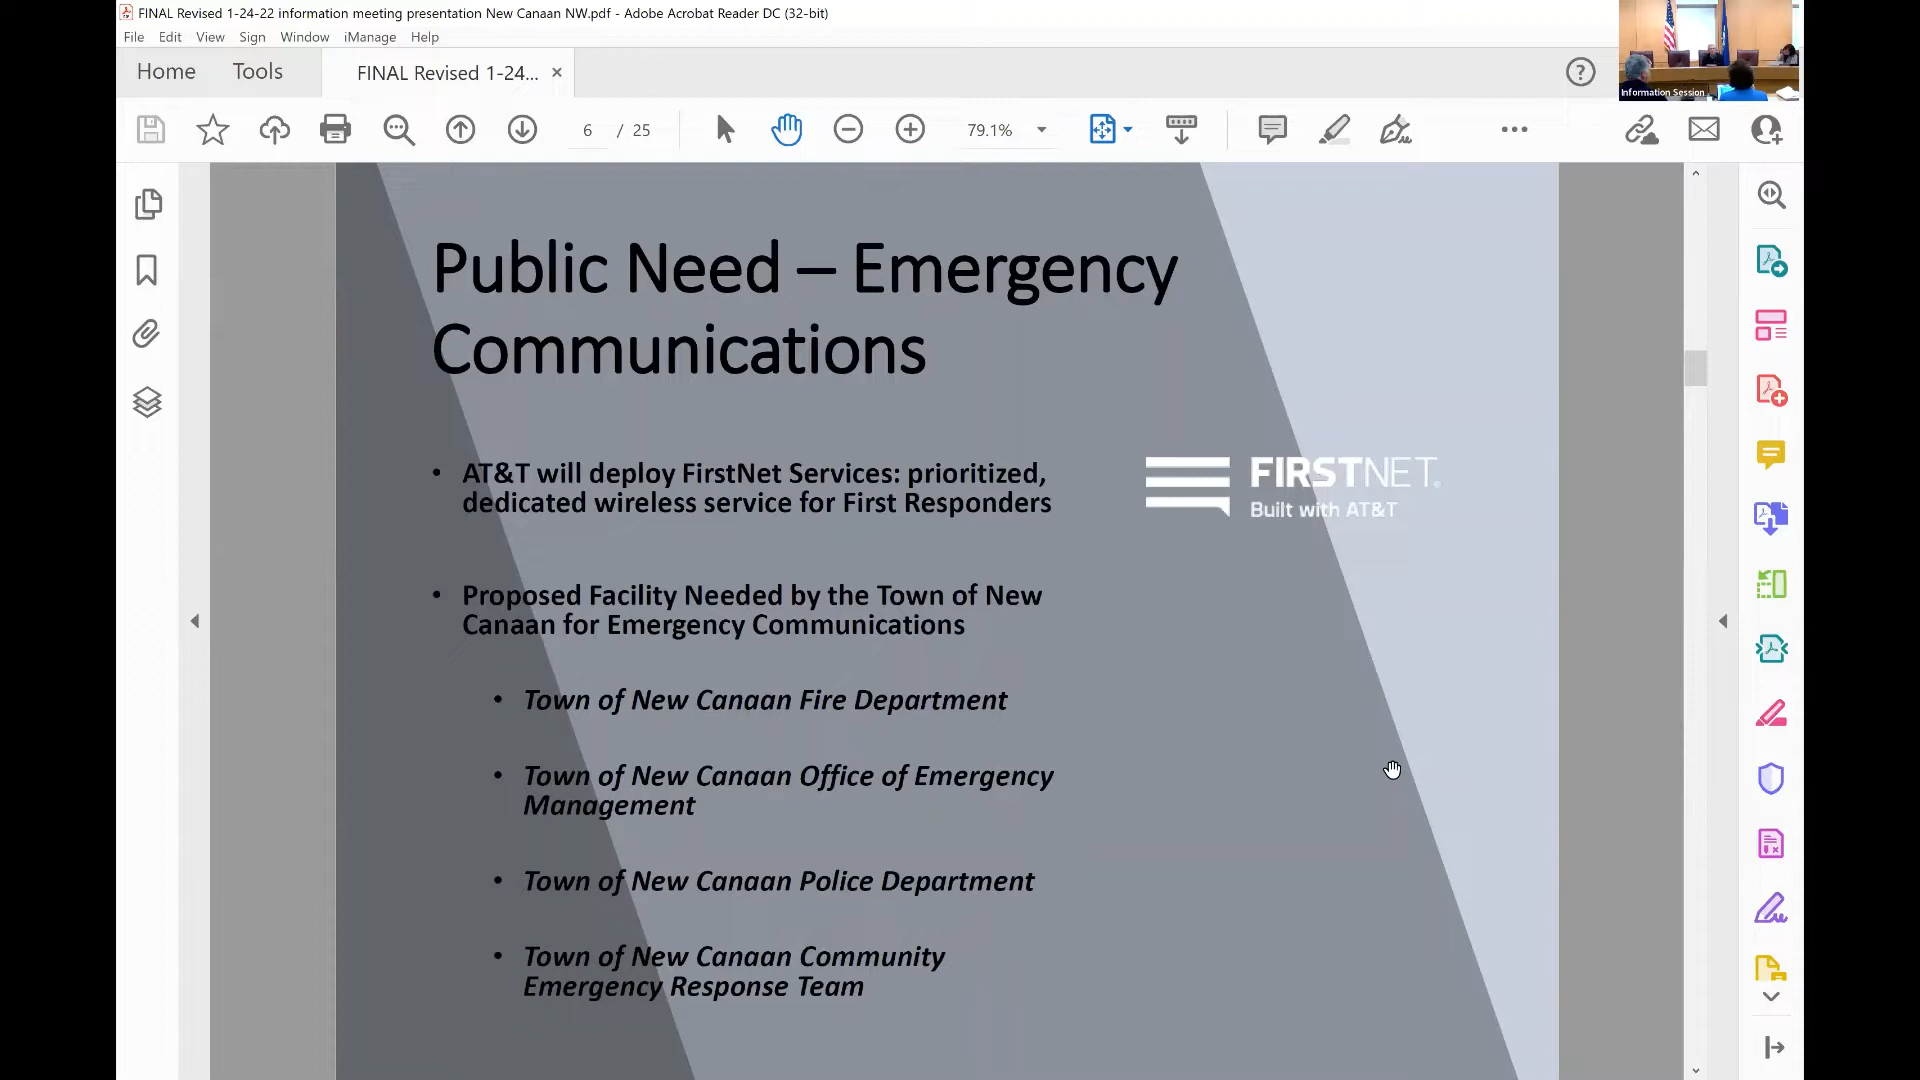 FINAL Revised 1-24-22 information meeting presentation New Canaan NW.pdf - Adobe Acrobat Reader DC (32-bit)
File Edit View Sign Window iManage Help
Home Tools FINAL Revised 1-24... ×
Information Session
6 / 25 79.1%
Public Need – Emergency
Communications
• AT&T will deploy FirstNet Services: prioritized,
dedicated wireless service for First Responders
FIRSTNET.
Built with AT&T
• Proposed Facility Needed by the Town of New
Canaan for Emergency Communications
• Town of New Canaan Fire Department
• Town of New Canaan Office of Emergency
Management
• Town of New Canaan Police Department
• Town of New Canaan Community
Emergency Response Team